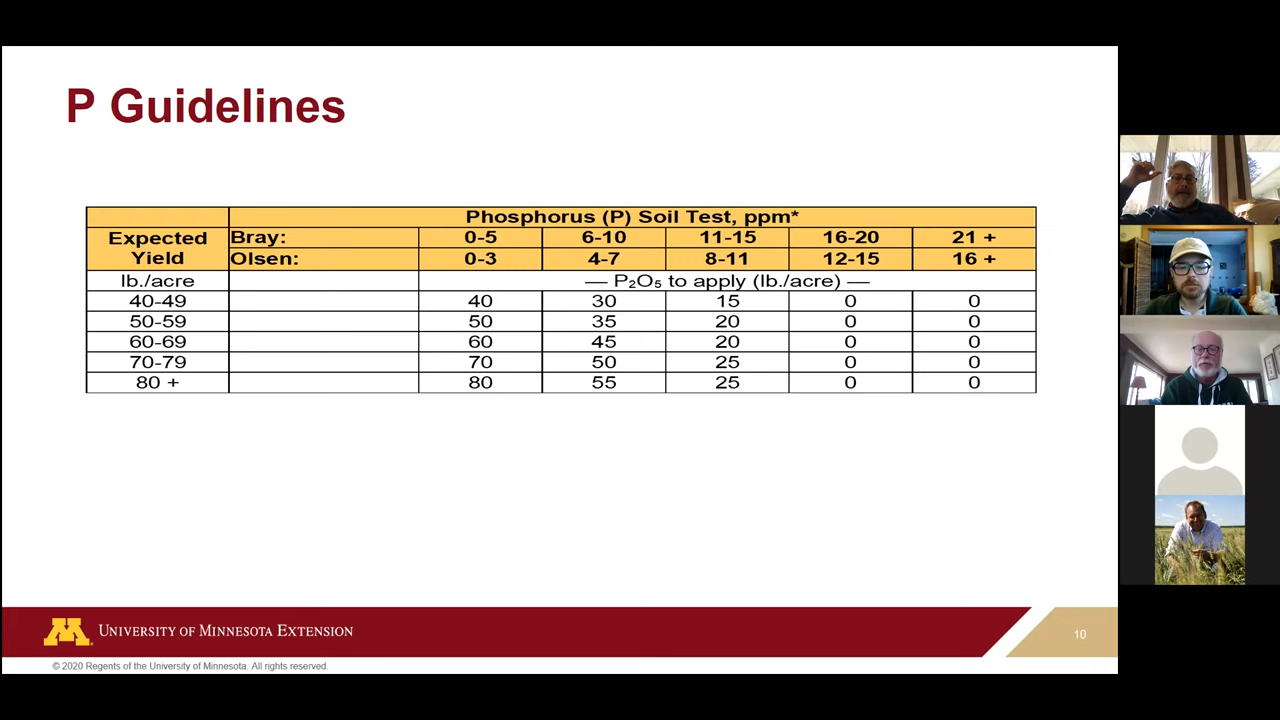 P Guidelines
Phosphorus (P) Soil Test, ppm*
Expected Yield Bray: 0-5 6-10 11-15 16-20 21 +
Olsen: 0-3 4-7 8-11 12-15 16 +
lb./acre — P₂O₅ to apply (lb./acre) —
40-49 40 30 15 0 0
50-59 50 35 20 0 0
60-69 60 45 20 0 0
70-79 70 50 25 0 0
80 + 80 55 25 0 0
M
UNIVERSITY OF MINNESOTA EXTENSION
10
© 2020 Regents of the University of Minnesota. All rights reserved.